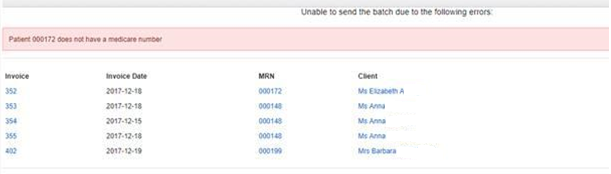 Unable to send the batch due to the following errors:
Patient 000172 does not have a medicare number
Invoice Invoice Date MRN Client
352 2017-12-18 000172 Ms Elizabeth A
353 2017-12-18 000148 Ms Anna
354 2017-12-15 000148 Ms Anna
355 2017-12-18 000148 Ms Anna
402 2017-12-19 000199 Mrs Barbara